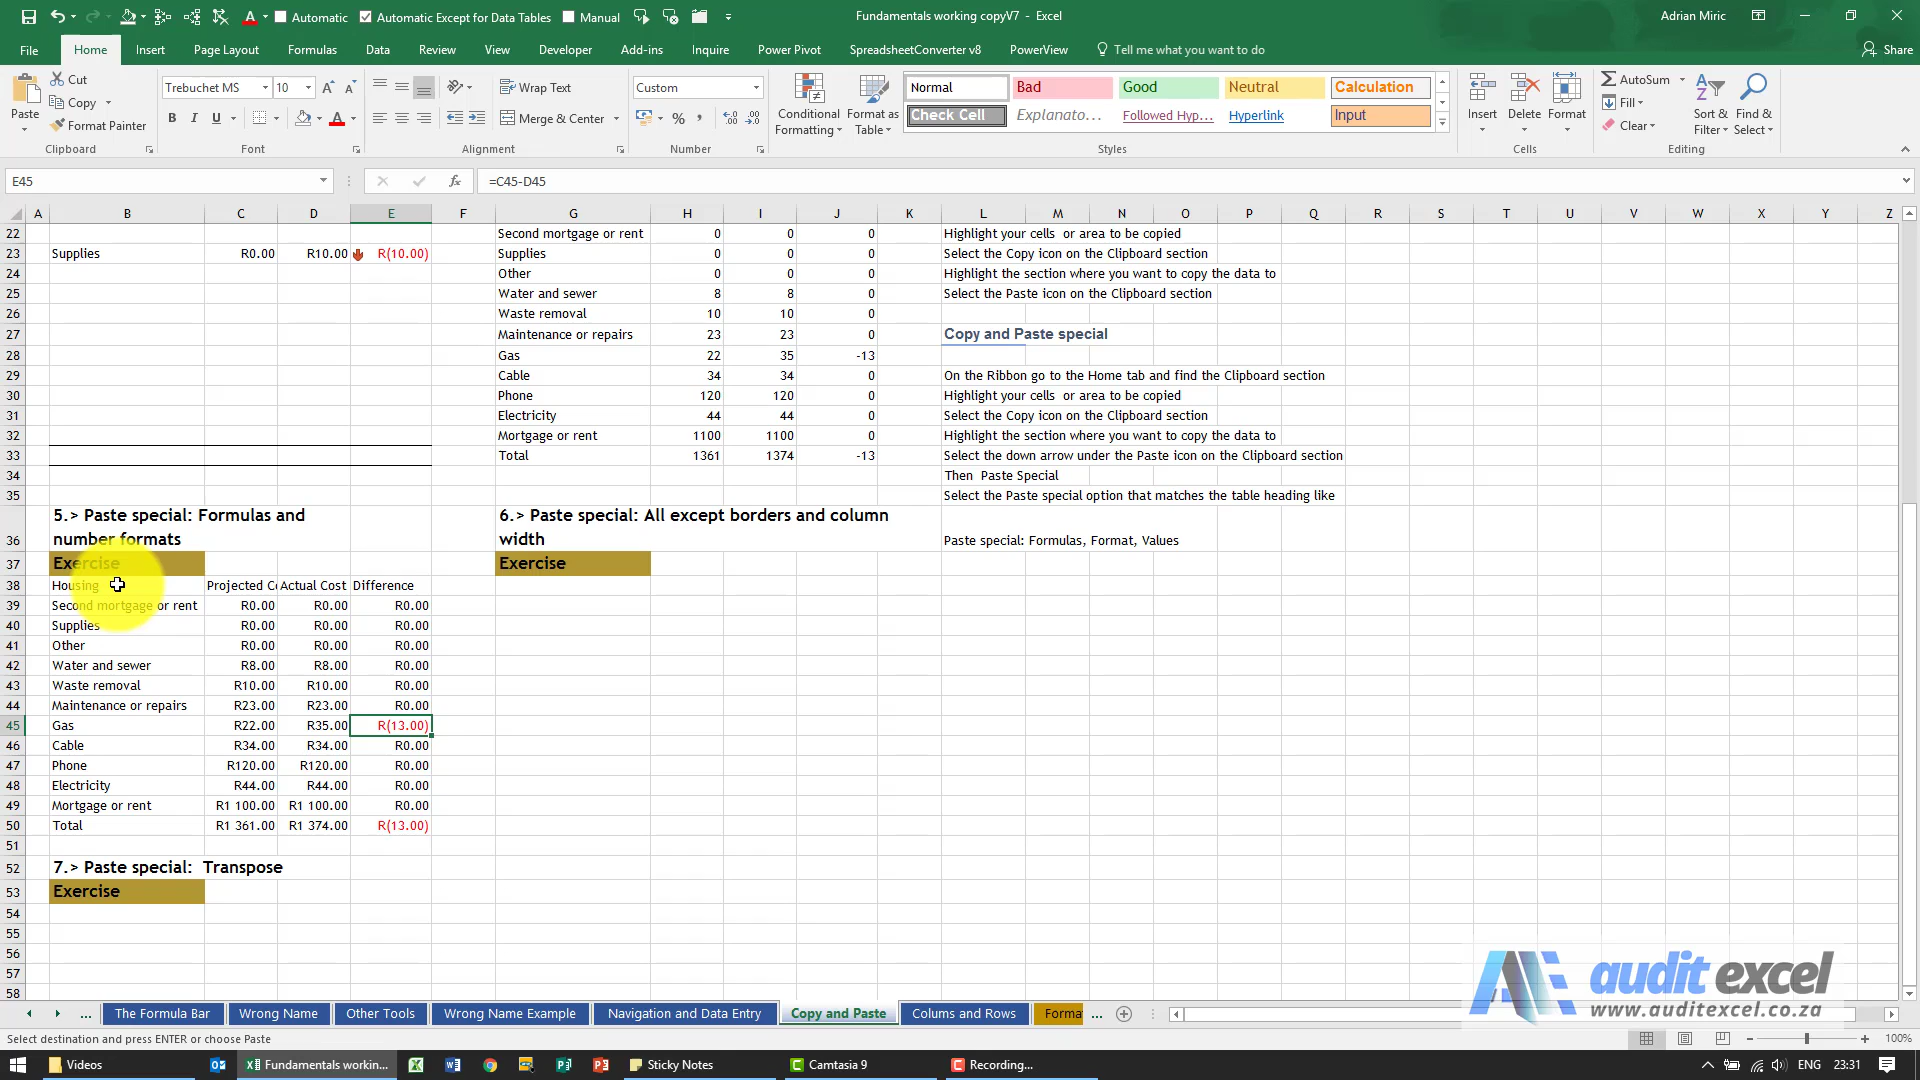 Automatic Automatic Except for Data Tables Manual Fundamentals working copyV7 - Excel Adrian Miric
File Home Insert Page Layout Formulas Data Review View Developer Add-ins Inquire Power Pivot SpreadsheetConverter v8 PowerView Tell me what you want to do Share
Paste Cut Copy Format Painter
Clipboard
Trebuchet MS 10
B I U
Font
Wrap Text
Merge & Center
Alignment
Custom
Number
Conditional Formatting Format as Table
Normal Bad Good Neutral Calculation
Check Cell Explanato... Followed Hyp... Hyperlink Input
Styles
Insert Delete Format
Cells
AutoSum
Fill
Clear
Sort & Filter Find & Select
Editing
E45 fx =C45-D45
A B C D E F G H I J K L M N O P Q R S T U V W X Y Z
22 Second mortgage or rent 0 0 0 Highlight your cells or area to be copied
23 Supplies R0.00 R10.00 R(10.00) Supplies 0 0 0 Select the Copy icon on the Clipboard section
24 Other 0 0 0 Highlight the section where you want to copy the data to
25 Water and sewer 8 8 0 Select the Paste icon on the Clipboard section
26 Waste removal 10 10 0
27 Maintenance or repairs 23 23 0 Copy and Paste special
28 Gas 22 35 -13
29 Cable 34 34 0 On the Ribbon go to the Home tab and find the Clipboard section
30 Phone 120 120 0 Highlight your cells or area to be copied
31 Electricity 44 44 0 Select the Copy icon on the Clipboard section
32 Mortgage or rent 1100 1100 0 Highlight the section where you want to copy the data to
33 Total 1361 1374 -13 Select the down arrow under the Paste icon on the Clipboard section
34 Then Paste Special
35 Select the Paste special option that matches the table heading like
5.> Paste special: Formulas and 6.> Paste special: All except borders and column
36 number formats width Paste special: Formulas, Format, Values
37 Exercise Exercise
38 Housing Projected Co Actual Cost Difference
39 Second mortgage or rent R0.00 R0.00 R0.00
40 Supplies R0.00 R0.00 R0.00
41 Other R0.00 R0.00 R0.00
42 Water and sewer R8.00 R8.00 R0.00
43 Waste removal R10.00 R10.00 R0.00
44 Maintenance or repairs R23.00 R23.00 R0.00
45 Gas R22.00 R35.00 R(13.00)
46 Cable R34.00 R34.00 R0.00
47 Phone R120.00 R120.00 R0.00
48 Electricity R44.00 R44.00 R0.00
49 Mortgage or rent R1 100.00 R1 100.00 R0.00
50 Total R1 361.00 R1 374.00 R(13.00)
51
52 7.> Paste special: Transpose
53 Exercise
54
55
56
57
58
audit excel
www.auditexcel.co.za
... The Formula Bar Wrong Name Other Tools Wrong Name Example Navigation and Data Entry Copy and Paste Colums and Rows Format ...
Select destination and press ENTER or choose Paste 100%
Videos Fundamentals workin... Sticky Notes Camtasia 9 Recording... ENG 23:31